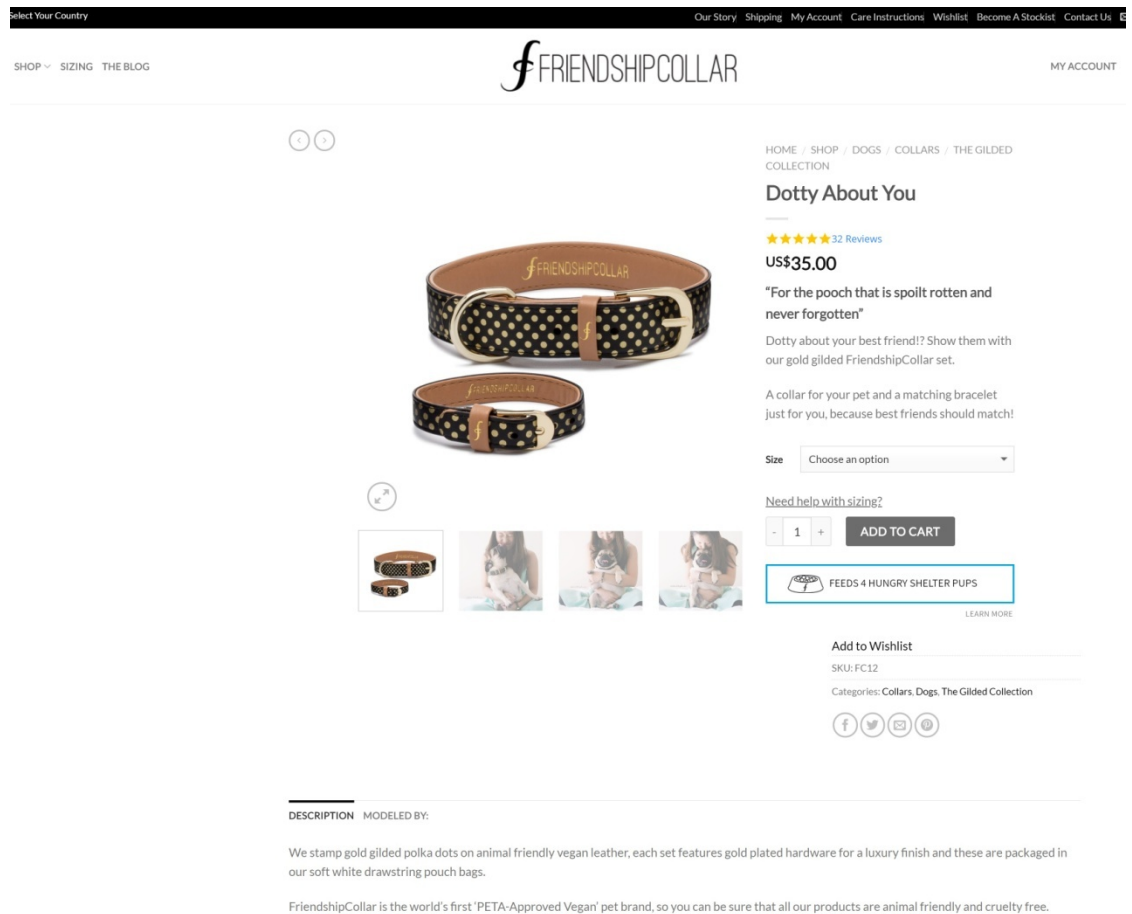 Select Your Country
Our Story Shipping My Account Care Instructions Wishlist Become A Stockist Contact Us
SHOP SIZING THE BLOG
FRIENDSHIPCOLLAR
MY ACCOUNT
HOME / SHOP / DOGS / COLLARS / THE GILDED
COLLECTION
Dotty About You
32 Reviews
US$35.00
“For the pooch that is spoilt rotten and
never forgotten”
Dotty about your best friend!? Show them with
our gold gilded FriendshipCollar set.
A collar for your pet and a matching bracelet
just for you, because best friends should match!
Size Choose an option
Need help with sizing?
- 1 + ADD TO CART
FEEDS 4 HUNGRY SHELTER PUPS
LEARN MORE
Add to Wishlist
SKU: FC12
Categories: Collars, Dogs, The Gilded Collection
FRIENDSHIPCOLLAR
FRIENDSHIPCOLLAR
DESCRIPTION MODELED BY:
We stamp gold gilded polka dots on animal friendly vegan leather, each set features gold plated hardware for a luxury finish and these are packaged in
our soft white drawstring pouch bags.
FriendshipCollar is the world’s first ‘PETA-Approved Vegan’ pet brand, so you can be sure that all our products are animal friendly and cruelty free.